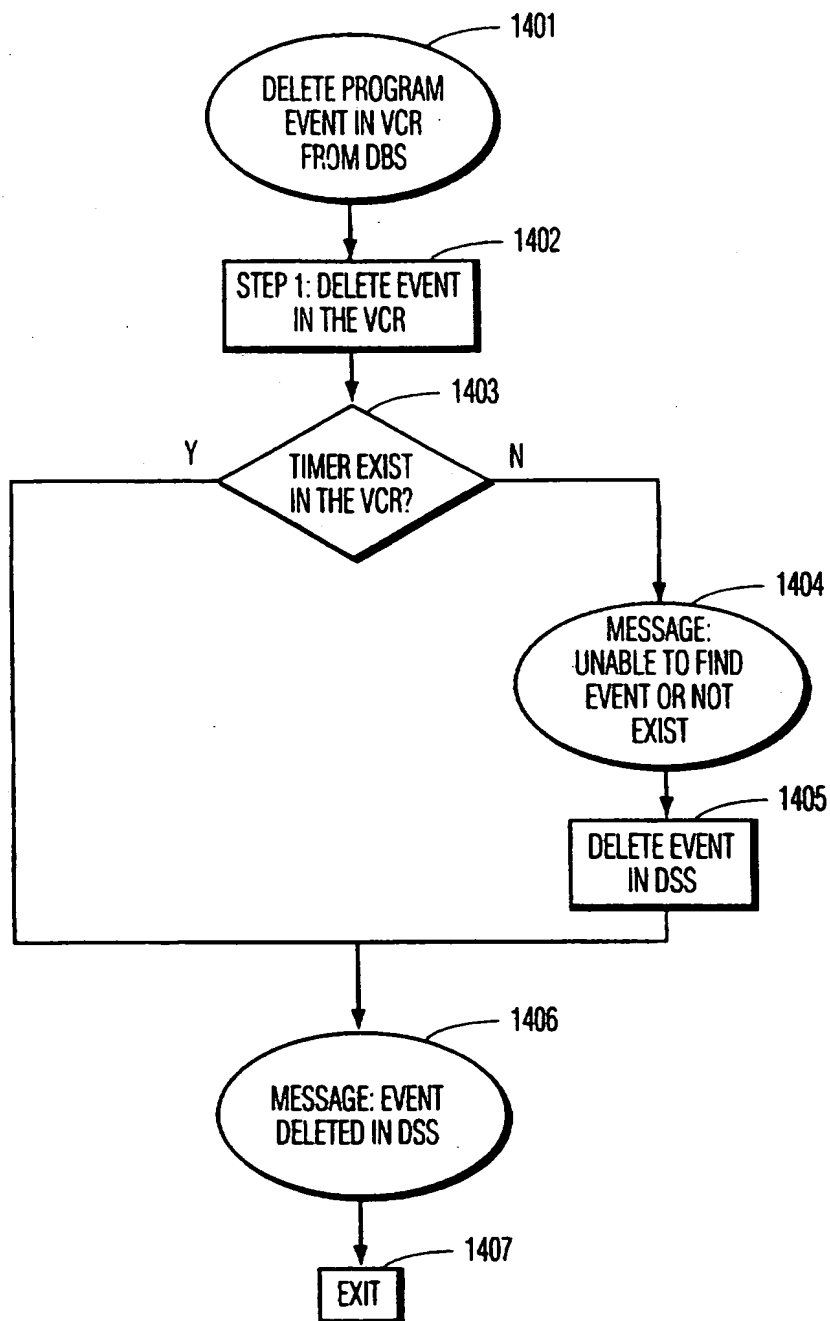 1401
DELETE PROGRAM
EVENT IN VCR
FROM DBS
1402
STEP 1: DELETE EVENT
IN THE VCR
1403
Y
TIMER EXIST
IN THE VCR?
N
1404
MESSAGE:
UNABLE TO FIND
EVENT OR NOT
EXIST
1405
DELETE EVENT
IN DSS
1406
MESSAGE: EVENT
DELETED IN DSS
1407
EXIT